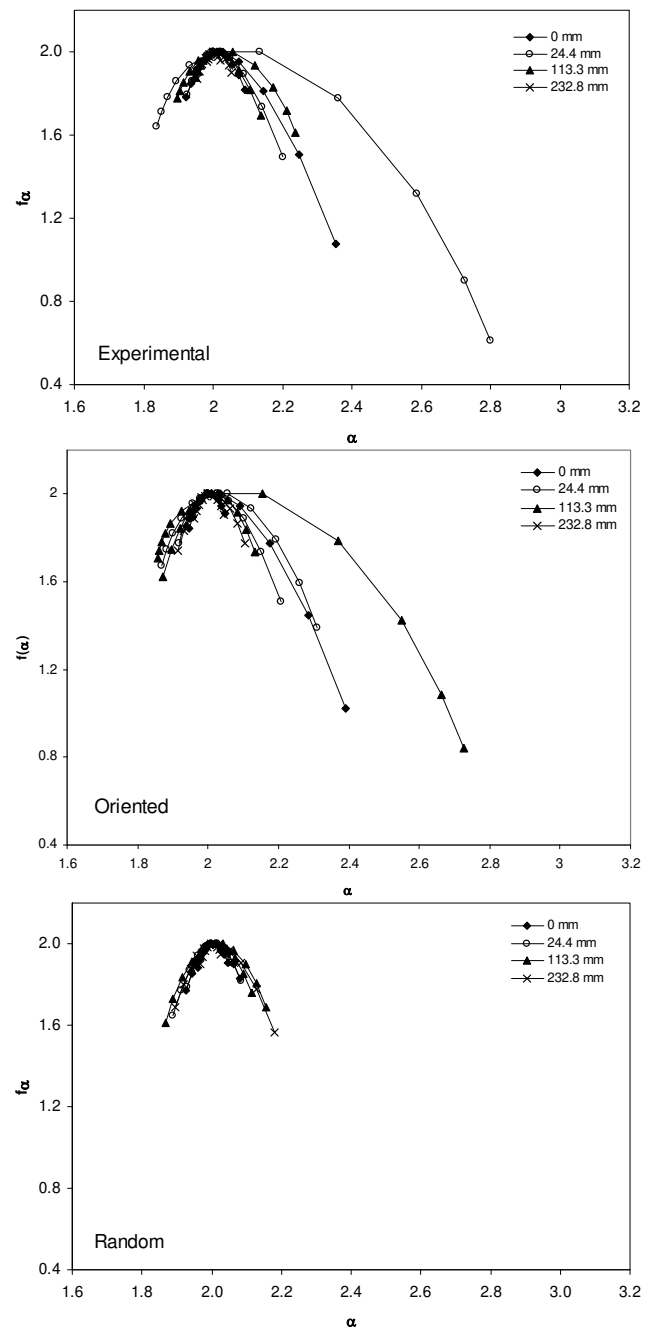 2.0
1.6
1.2
0.8
0.4
fα
0 mm
24.4 mm
113.3 mm
232.8 mm
Experimental
1.6 1.8 2 2.2 2.4 2.6 2.8 3 3.2
α
2
1.6
1.2
0.8
0.4
f(α)
0 mm
24.4 mm
113.3 mm
232.8 mm
Oriented
1.6 1.8 2 2.2 2.4 2.6 2.8 3 3.2
α
2.0
1.6
1.2
0.8
0.4
fα
0 mm
24.4 mm
113.3 mm
232.8 mm
Random
1.6 1.8 2.0 2.2 2.4 2.6 2.8 3.0 3.2
α